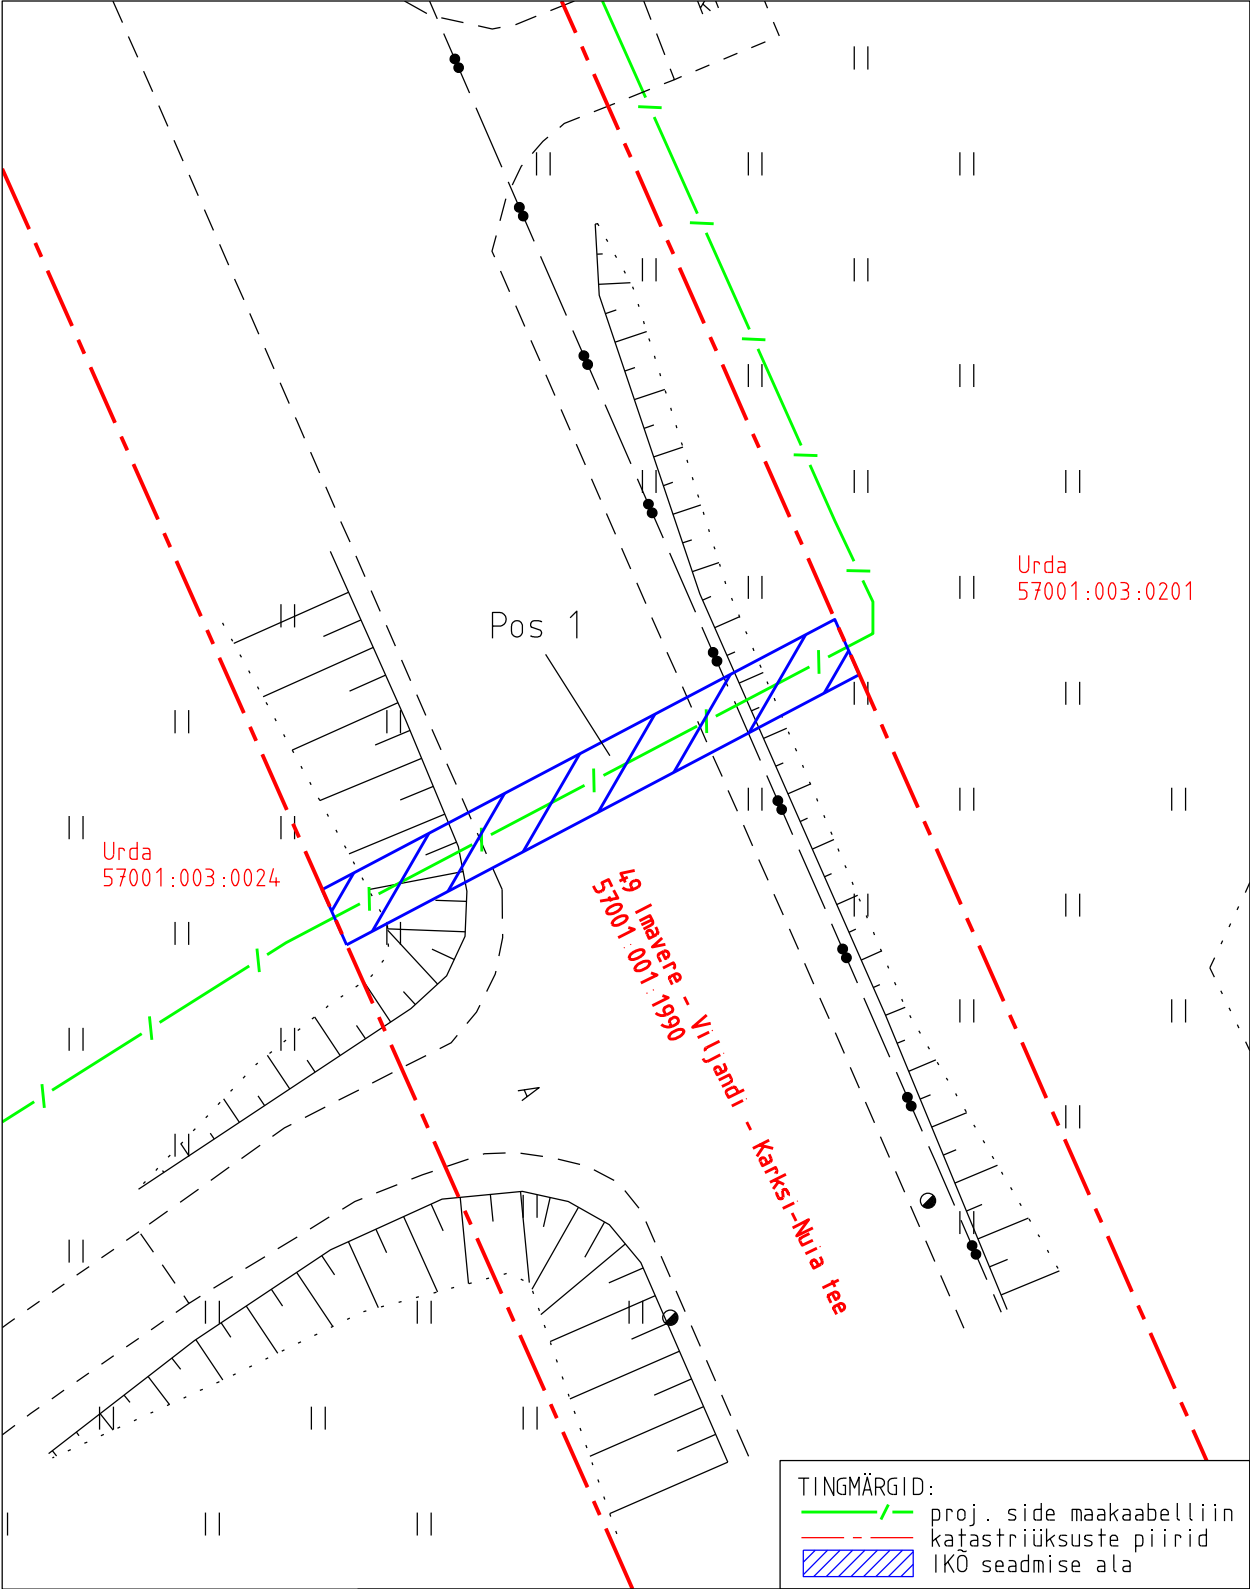 Urda
57001:003:0201
Pos 1
Urda
57001:003:0024
49 Imavere - Viljandi - Karksi-Nuia tee
57001:001:1990
A
TINGMÄRGID:
proj. side maakaabelliin
katastriüksuste piirid
IKÕ seadmise ala